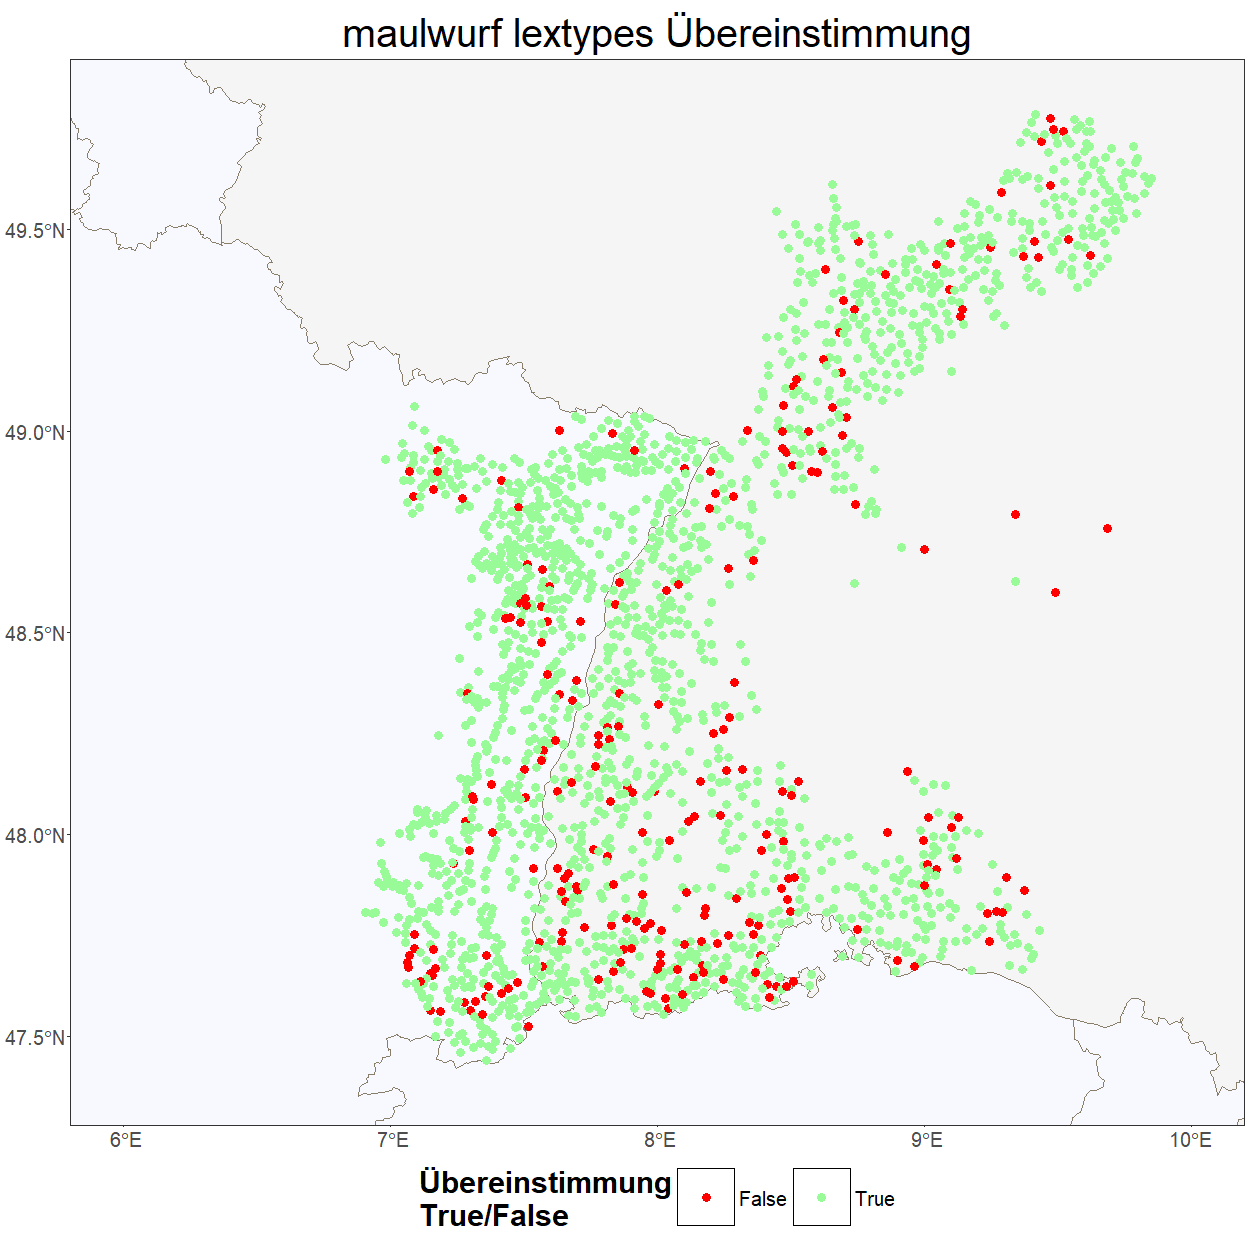 maulwurf lextypes Übereinstimmung
49.5°N
49.0°N
48.5°N
48.0°N
47.5°N
6°E 7°E 8°E 9°E 10°E
Übereinstimmung
True/False
False
True